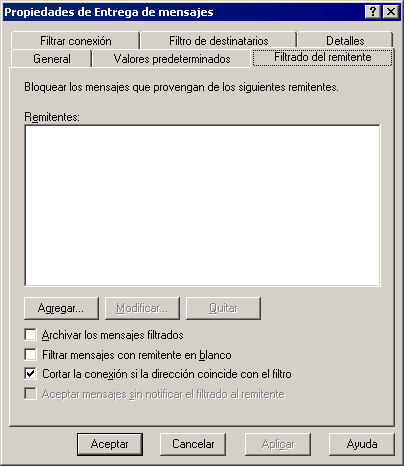 Propiedades de Entrega de mensajes
Filtrar conexión
Filtro de destinatarios
Detalles
General
Valores predeterminados
Filtrado del remitente
Bloquear los mensajes que provengan de los siguientes remitentes.
Remitentes:
Agregar...
Modificar...
Quitar
Archivar los mensajes filtrados
Filtrar mensajes con remitente en blanco
Cortar la conexión si la dirección coincide con el filtro
Aceptar mensajes sin notificar el filtrado al remitente
Aceptar
Cancelar
Aplicar
Ayuda